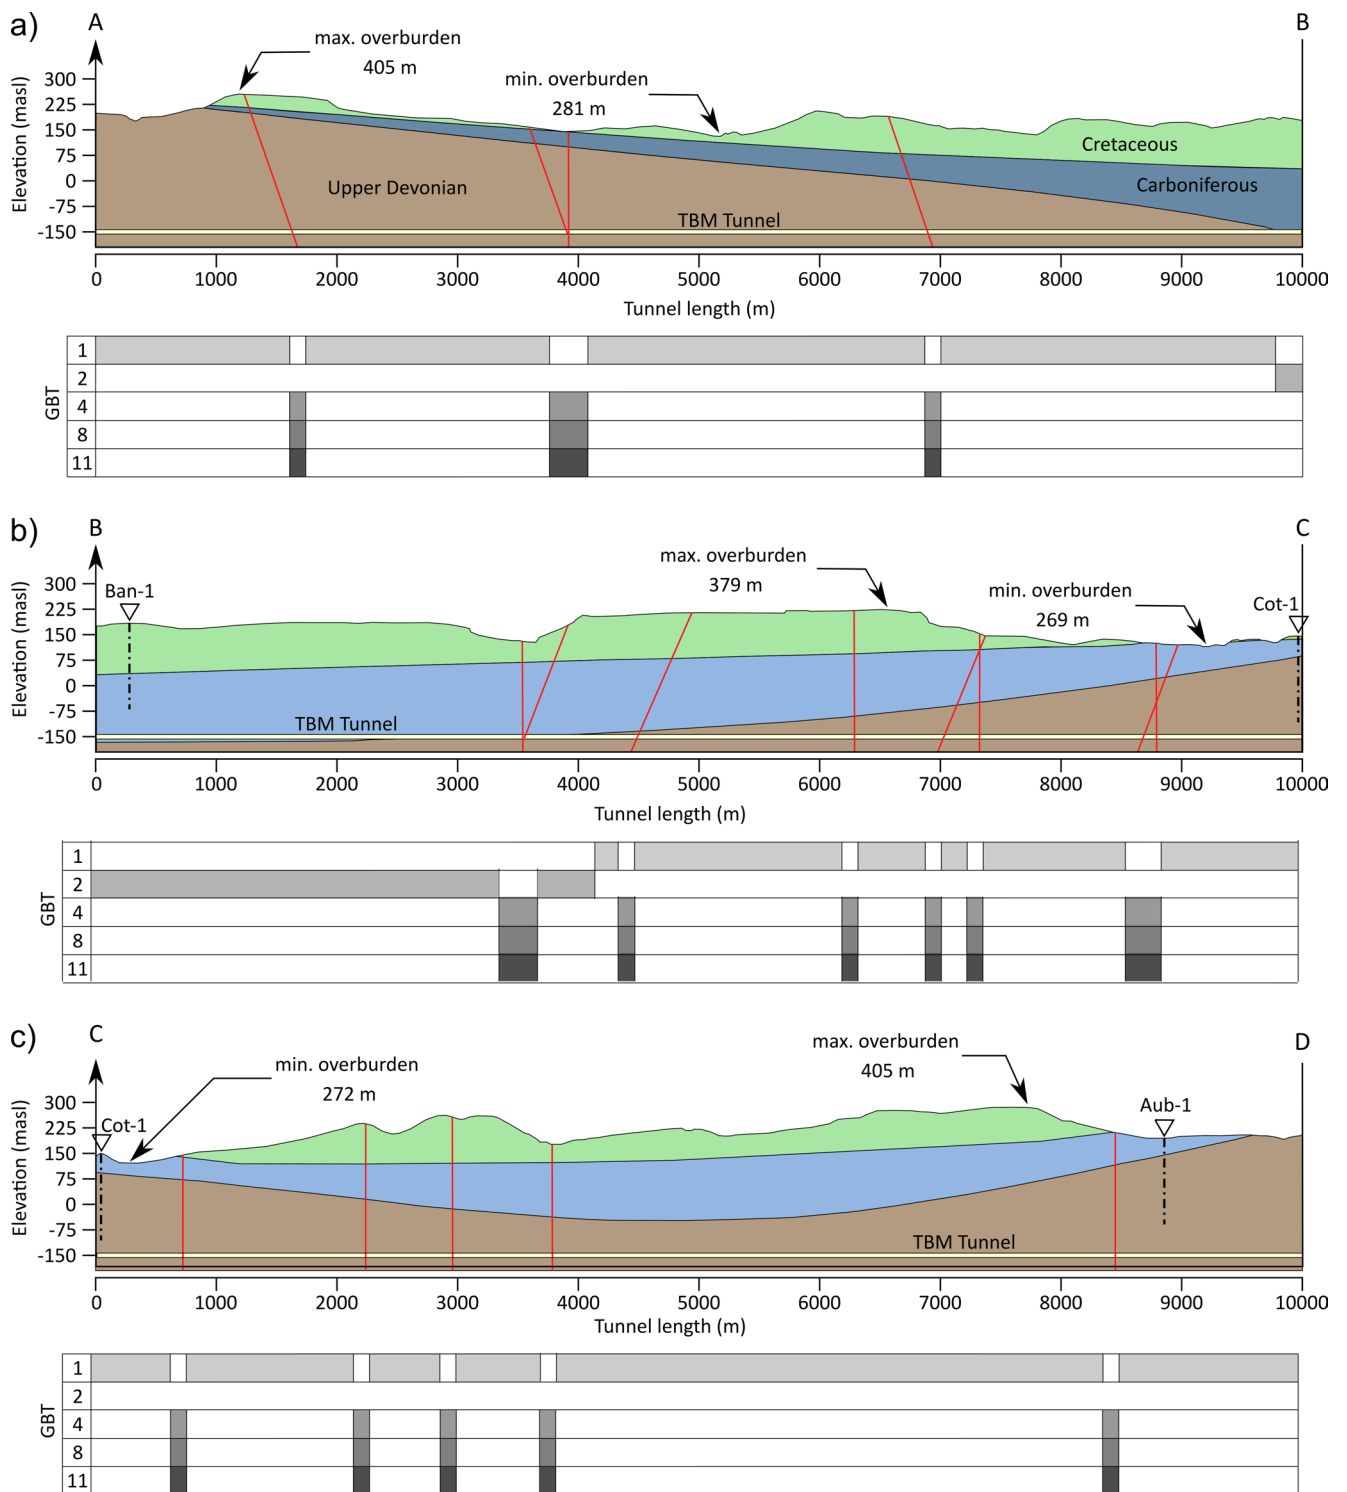 a)
A
B
max. overburden
405 m
min. overburden
281 m
Elevation (masl)
300
225
150
75
0
-75
-150
Cretaceous
Carboniferous
Upper Devonian
TBM Tunnel
0 1000 2000 3000 4000 5000 6000 7000 8000 9000 10000
Tunnel length (m)
GBT
1
2
4
8
11
b)
B
C
max. overburden
379 m
min. overburden
269 m
Ban-1
Cot-1
Elevation (masl)
300
225
150
75
0
-75
-150
TBM Tunnel
0 1000 2000 3000 4000 5000 6000 7000 8000 9000 10000
Tunnel length (m)
GBT
1
2
4
8
11
c)
C
D
min. overburden
272 m
max. overburden
405 m
Cot-1
Aub-1
Elevation (masl)
300
225
150
75
0
-75
-150
TBM Tunnel
0 1000 2000 3000 4000 5000 6000 7000 8000 9000 10000
Tunnel length (m)
GBT
1
2
4
8
11